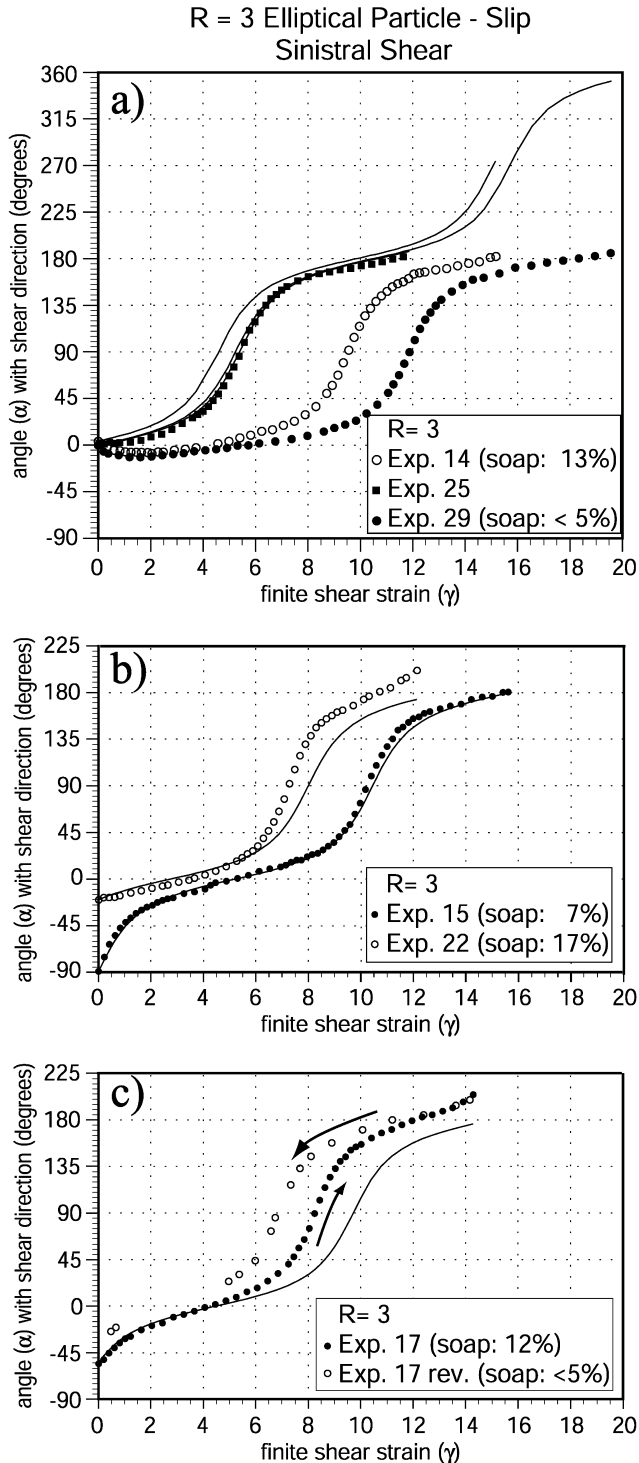 R = 3 Elliptical Particle - Slip
Sinistral Shear
a)
angle (α) with shear direction (degrees)
360
315
270
225
180
135
90
45
0
-45
-90
R= 3
Exp. 14 (soap: 13%)
Exp. 25
Exp. 29 (soap: < 5%)
0 2 4 6 8 10 12 14 16 18 20
finite shear strain (γ)
b)
angle (α) with shear direction (degrees)
225
180
135
90
45
0
-45
-90
R= 3
Exp. 15 (soap: 7%)
Exp. 22 (soap: 17%)
0 2 4 6 8 10 12 14 16 18 20
finite shear strain (γ)
c)
angle (α) with shear direction (degrees)
225
180
135
90
45
0
-45
-90
R= 3
Exp. 17 (soap: 12%)
Exp. 17 rev. (soap: <5%)
0 2 4 6 8 10 12 14 16 18 20
finite shear strain (γ)